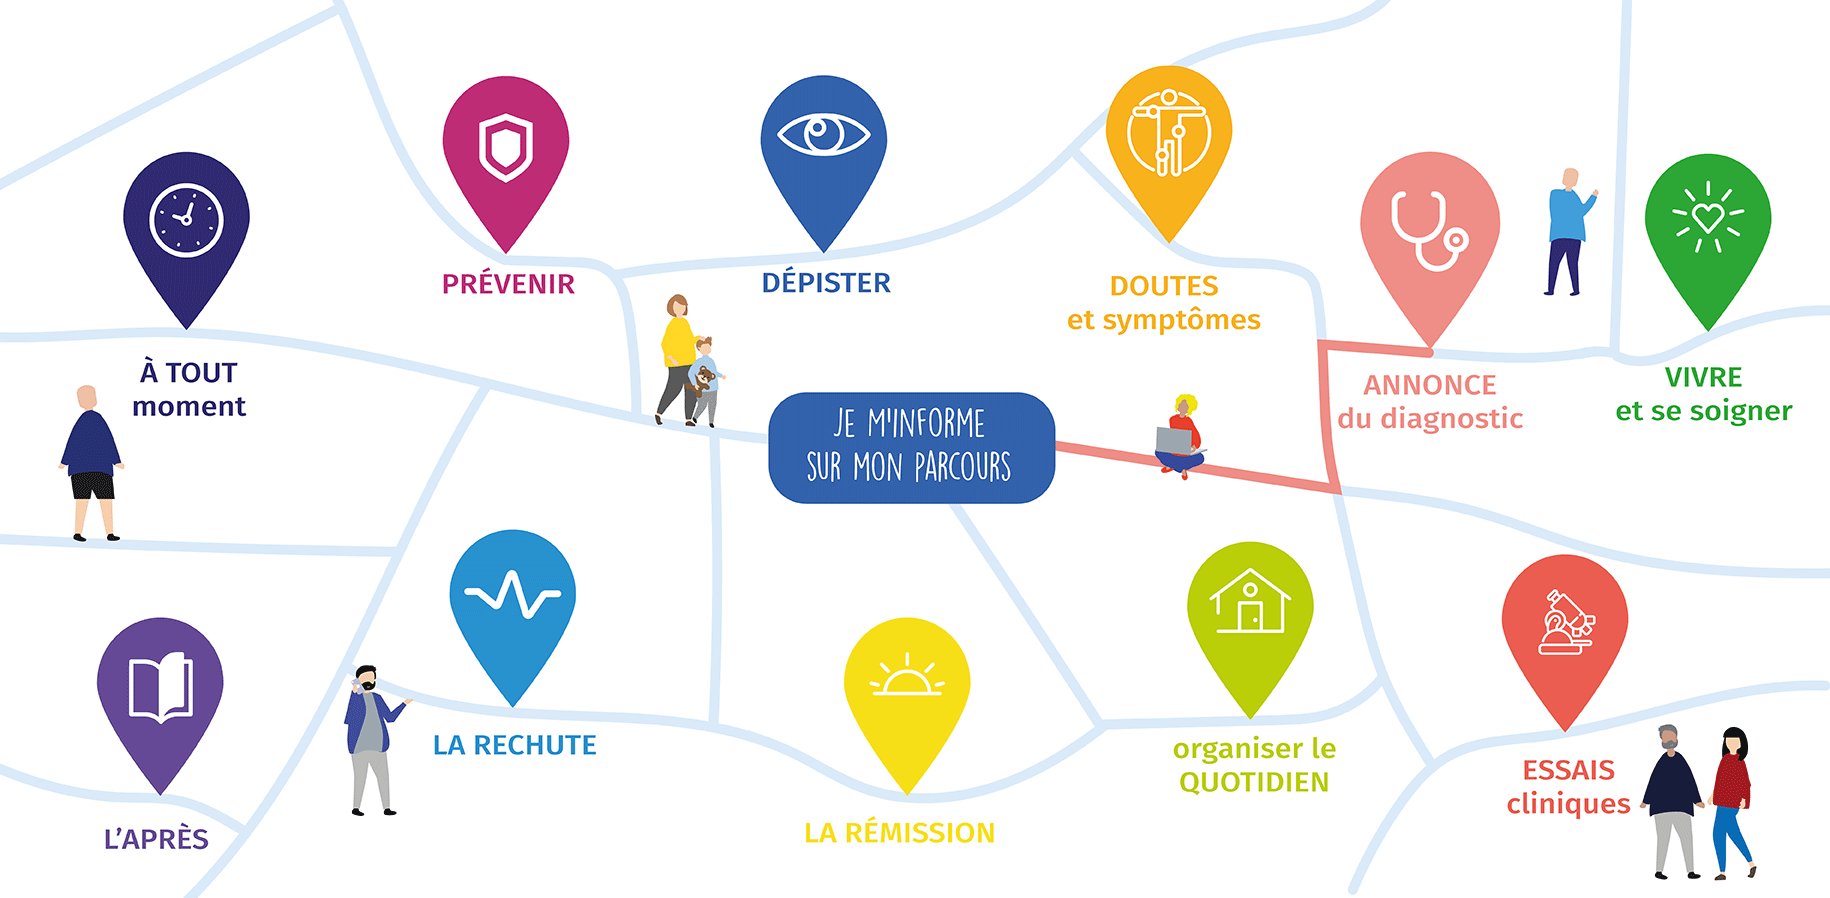 PRÉVENIR
DÉPISTER
DOUTES
et symptômes
À TOUT
moment
ANNONCE
du diagnostic
VIVRE
et se soigner
JE M'INFORME
SUR MON PARCOURS
LA RECHUTE
organiser le
QUOTIDIEN
ESSAIS
cliniques
L'APRÈS
LA RÉMISSION